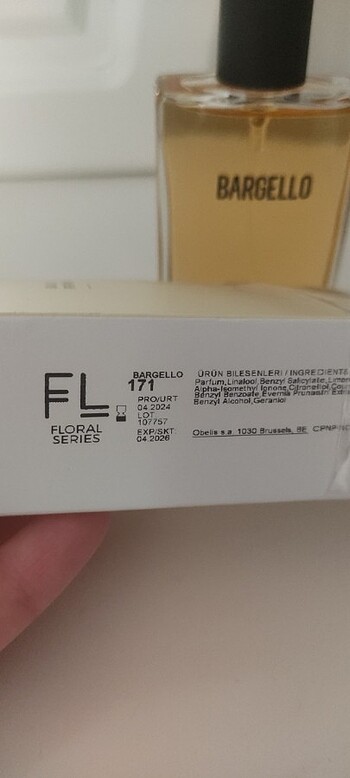 BARGELLO
FL
FLORAL
SERIES
BARGELLO
171
PRO/URT
04.2024
LOT
107757
EXP/SKT:
04.2026
ÜRÜN BILESENLERI / INGREDIENTS
Parfum,Linalool,Benzyl Salicylate,
Alpha-Isomethyl Ionone,Citronellol,
Benzyl Benzoate,Evernia Prunastri
Benzyl Alcohol,Geraniol
Obelis s.a 1030 Brussels, BE